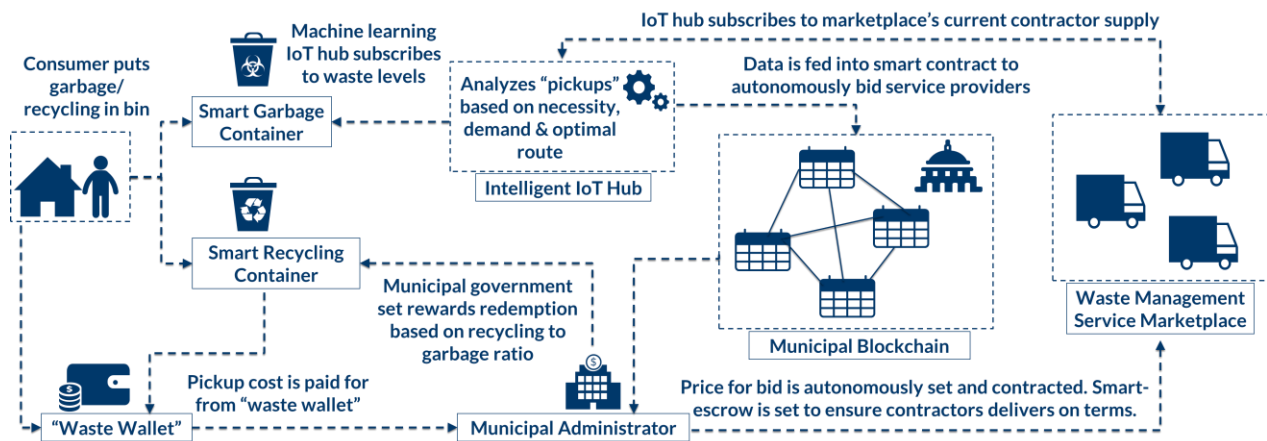 Consumer puts
garbage/
recycling in bin
Machine learning
IoT hub subscribes
to waste levels
Smart Garbage
Container
Smart Recycling
Container
Analyzes “pickups”
based on necessity,
demand & optimal
route
Intelligent IoT Hub
IoT hub subscribes to marketplace’s current contractor supply
Data is fed into smart contract to
autonomously bid service providers
Municipal Blockchain
Waste Management
Service Marketplace
Municipal government
set rewards redemption
based on recycling to
garbage ratio
$
$
“Waste Wallet”
Pickup cost is paid for
from “waste wallet”
Municipal Administrator
Price for bid is autonomously set and contracted. Smart-
escrow is set to ensure contractors delivers on terms.